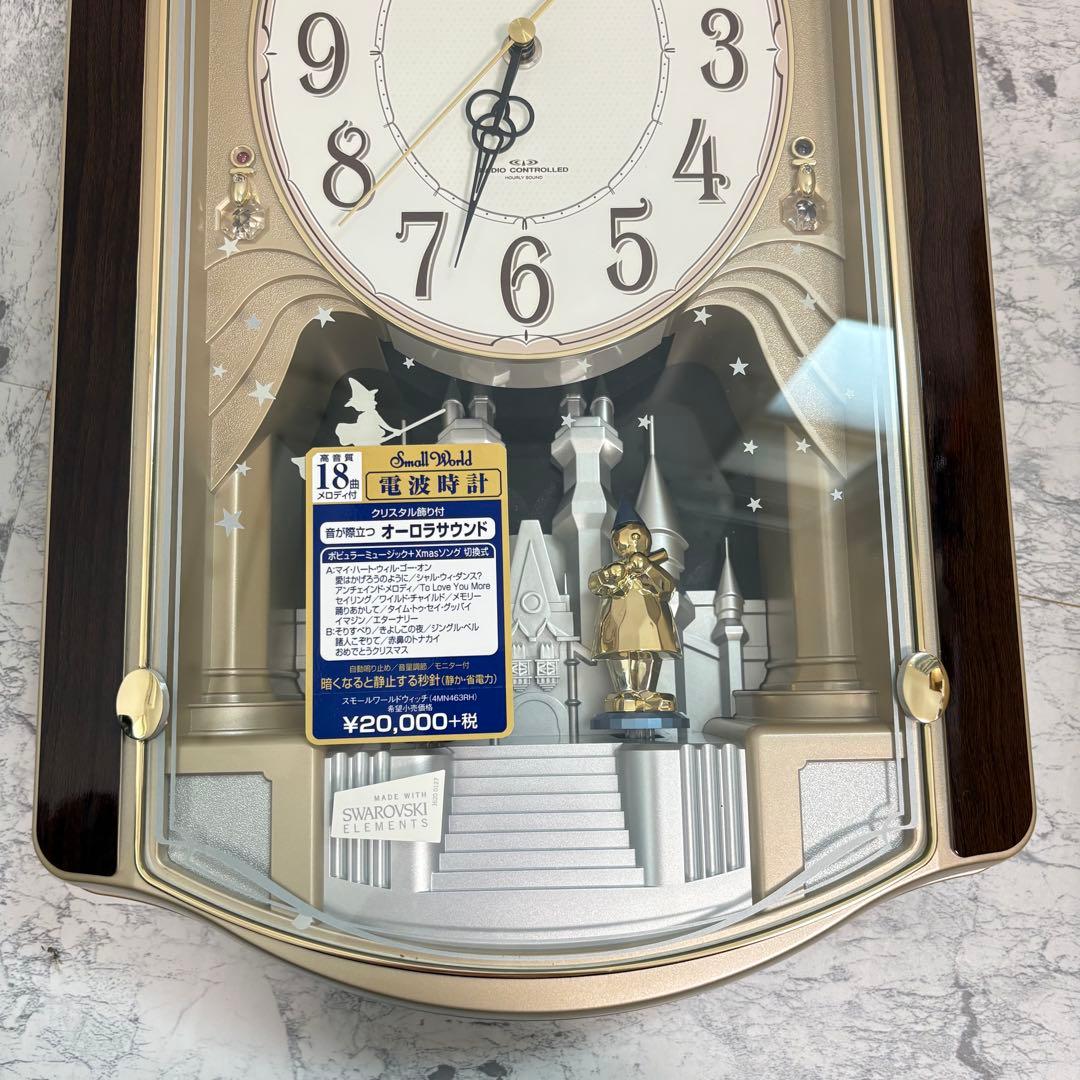 9
3
8
4
RADIO CONTROLLED
HOURLY SOUND
7
5
6
高音質
18曲
メロディ付
Small World
電波時計
クリスタル飾り付
音が際立つ オーロラサウンド
ポピュラーミュージック+Xmasソング 切換式
A:マイ・ハート・ウィル・ゴー・オン
愛はかげろうのように/シャル・ウィ・ダンス?
アンチェインド・メロディ/To Love You More
セイリング/ワイルド・チャイルド/メモリー
踊りあかして/タイム・トゥ・セイ・グッバイ
イマジン/エターナリー
B:そりすべり/きよしこの夜/ジングル・ベル
諸人こぞりて/赤鼻のトナカイ
おめでとうクリスマス
自動鳴り止め/音量調節/モニター付
暗くなると静止する秒針(静か・省電力)
スモールワールドウィッチ(4MN463RH)
希望小売価格
¥20,000+税
MADE WITH
SWAROVSKI
ELEMENTS